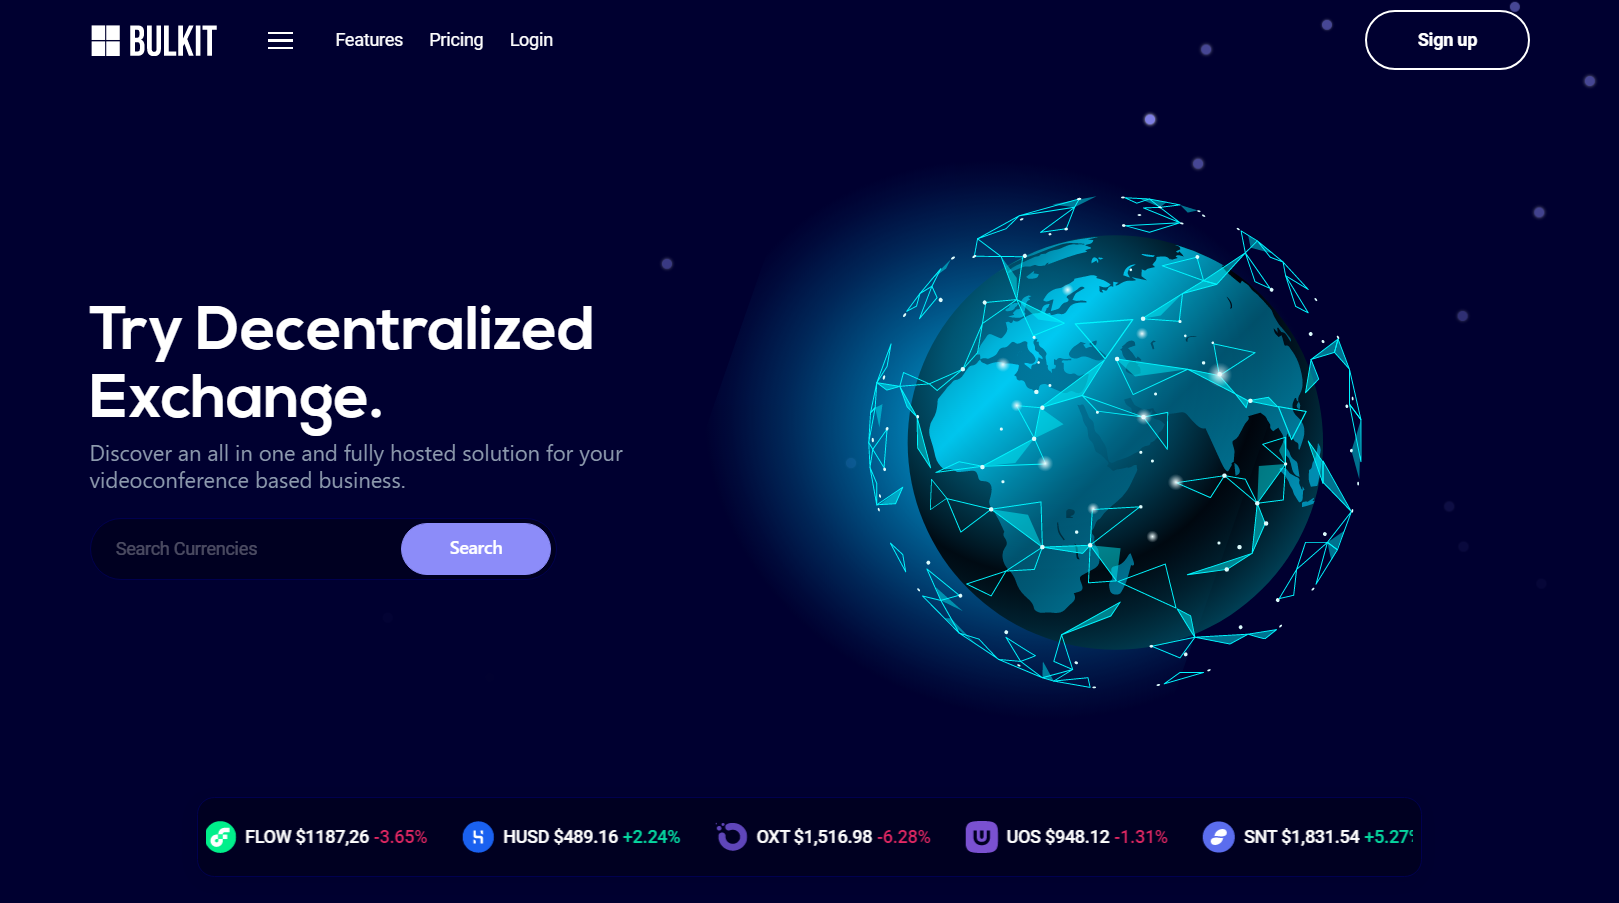 BULKIT
Features Pricing Login
Sign up
Try Decentralized
Exchange.
Discover an all in one and fully hosted solution for your
videoconference based business.
Search Currencies
Search
FLOW $1187,26 -3.65%
HUSD $489.16 +2.24%
OXT $1,516.98 -6.28%
UOS $948.12 -1.31%
SNT $1,831.54 +5.27